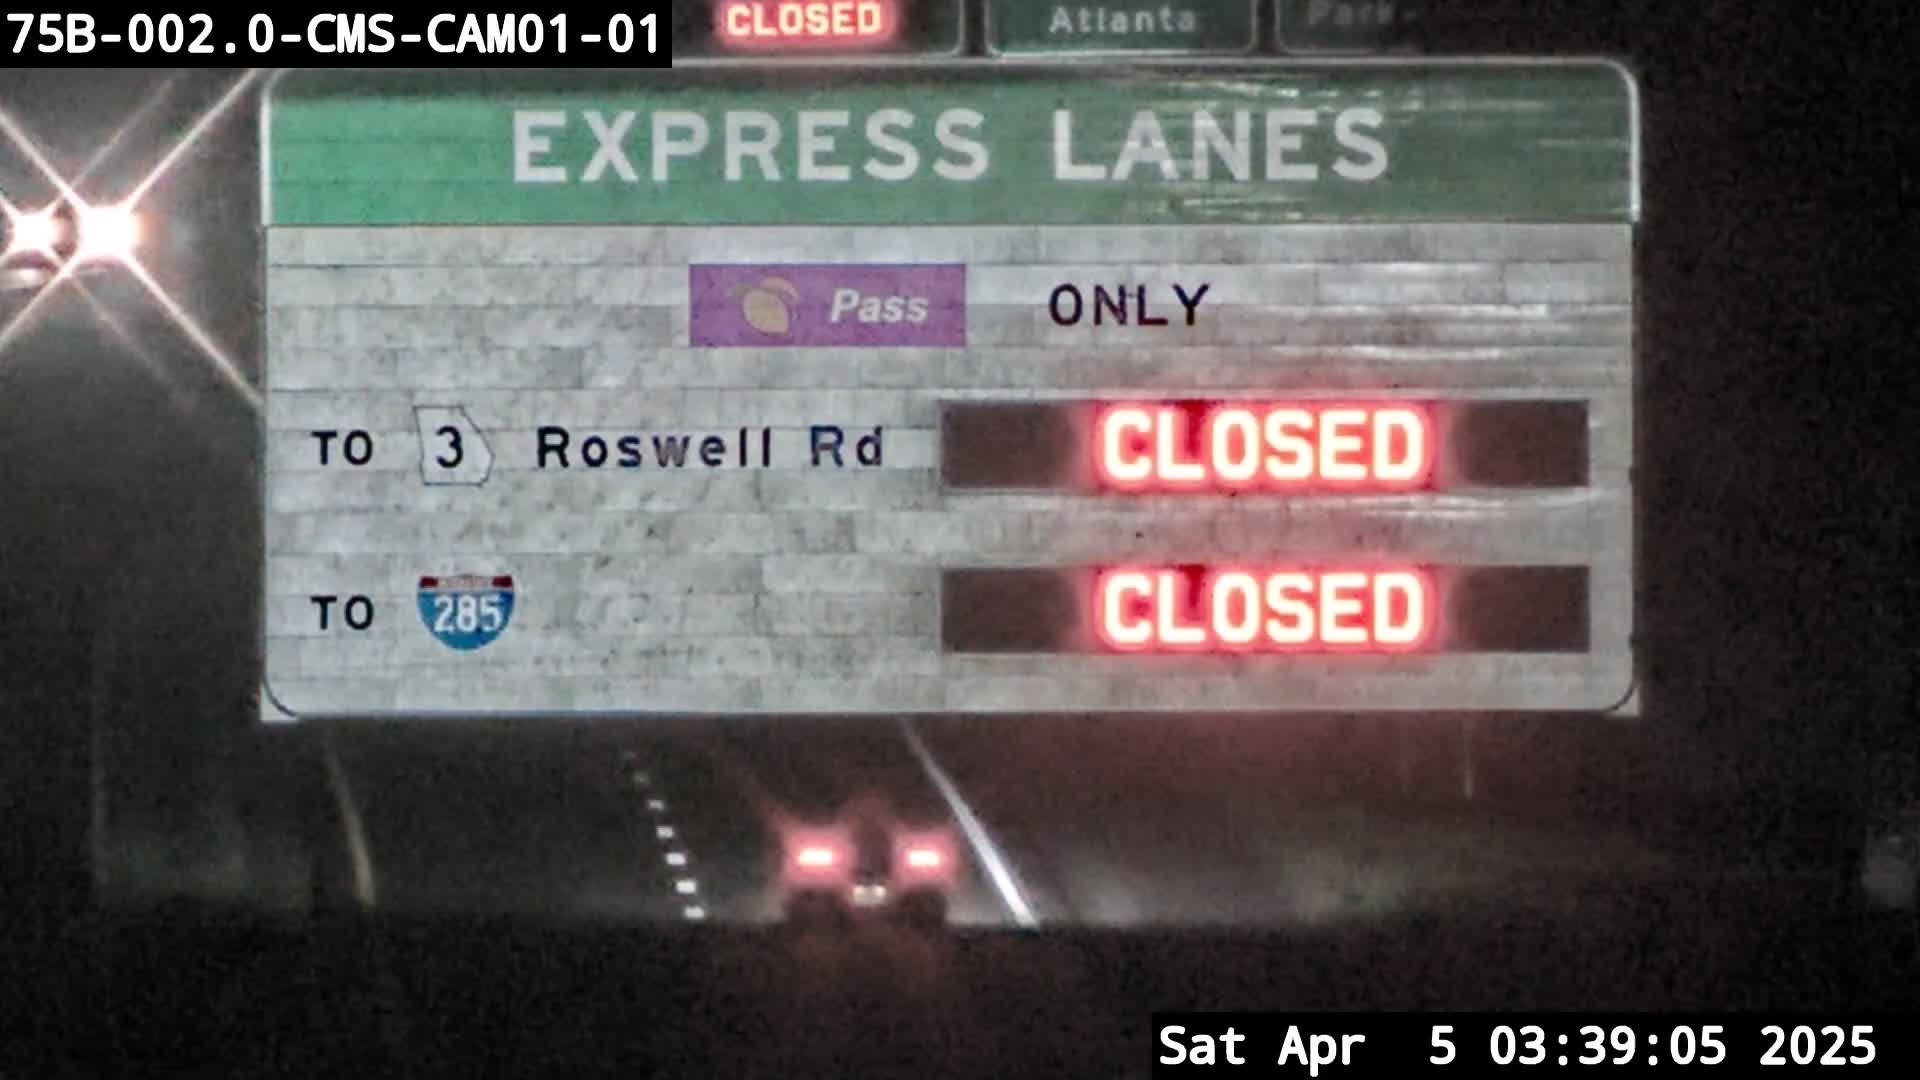 75B-002.0-CMS-CAM01-01
CLOSED
Atlanta
Park
EXPRESS LANES
Pass ONLY
TO 3 Roswell Rd CLOSED
TO 285 CLOSED
Sat Apr 5 03:39:05 2025